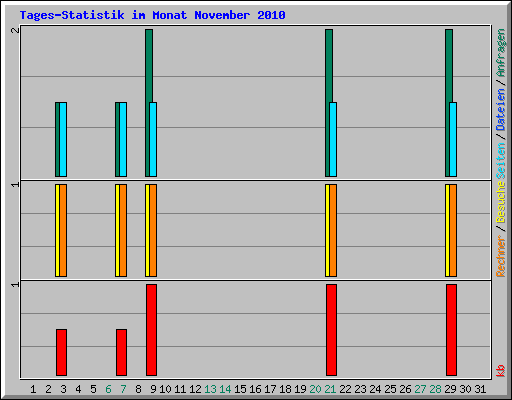 Tages-Statistik im Monat November 2010
2
1
1
Rechner / Besuche Seiten / Dateien / Anfragen
kb
1 2 3 4 5 6 7 8 9 10 11 12 13 14 15 16 17 18 19 20 21 22 23 24 25 26 27 28 29 30 31